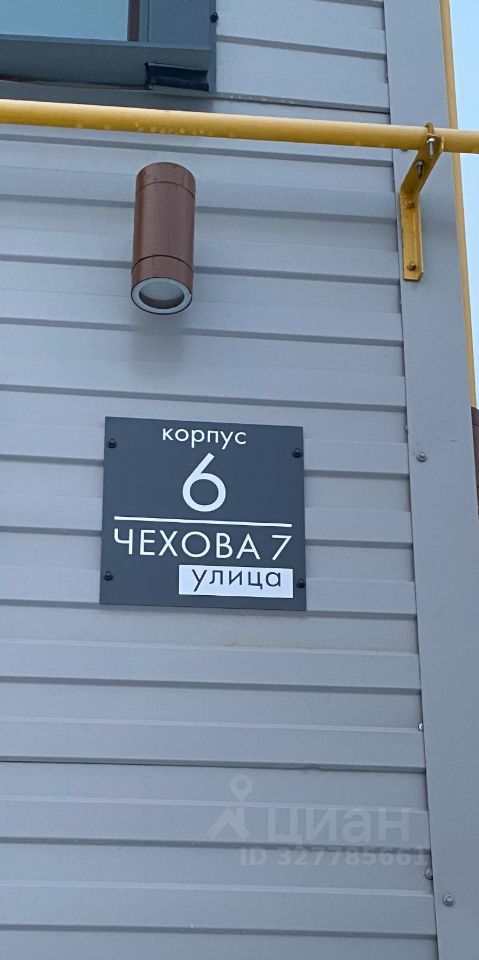 корпус
6
ЧЕХОВА 7
улица
циан
ID 327785661